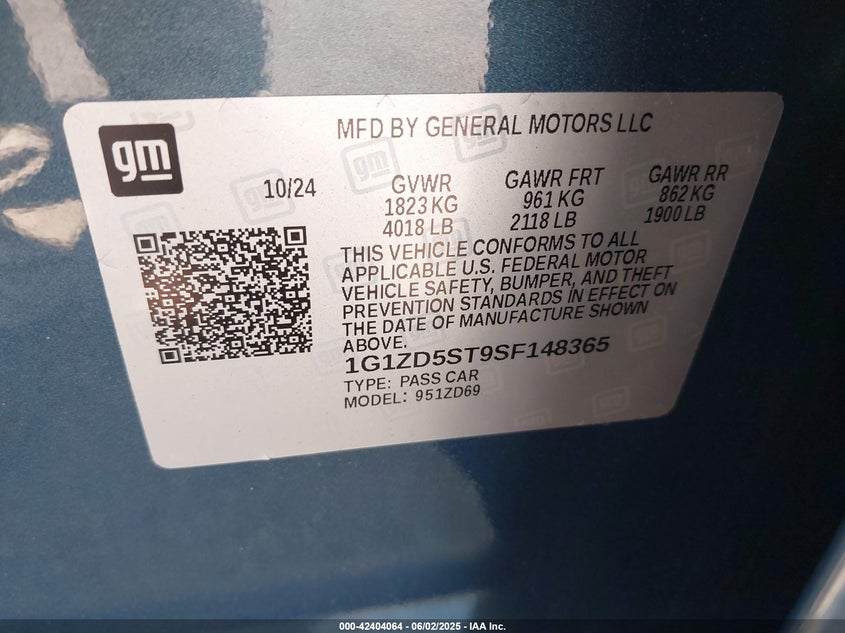 gm
MFD BY GENERAL MOTORS LLC
10/24
GVWR
1823 KG
4018 LB
GAWR FRT
961 KG
2118 LB
GAWR RR
862 KG
1900 LB
THIS VEHICLE CONFORMS TO ALL
APPLICABLE U.S. FEDERAL MOTOR
VEHICLE SAFETY, BUMPER, AND THEFT
PREVENTION STANDARDS IN EFFECT ON
THE DATE OF MANUFACTURE SHOWN
ABOVE.
1G1ZD5ST9SF148365
TYPE: PASS CAR
MODEL: 951ZD69
000-42404064 - 06/02/2025 - IAA Inc.